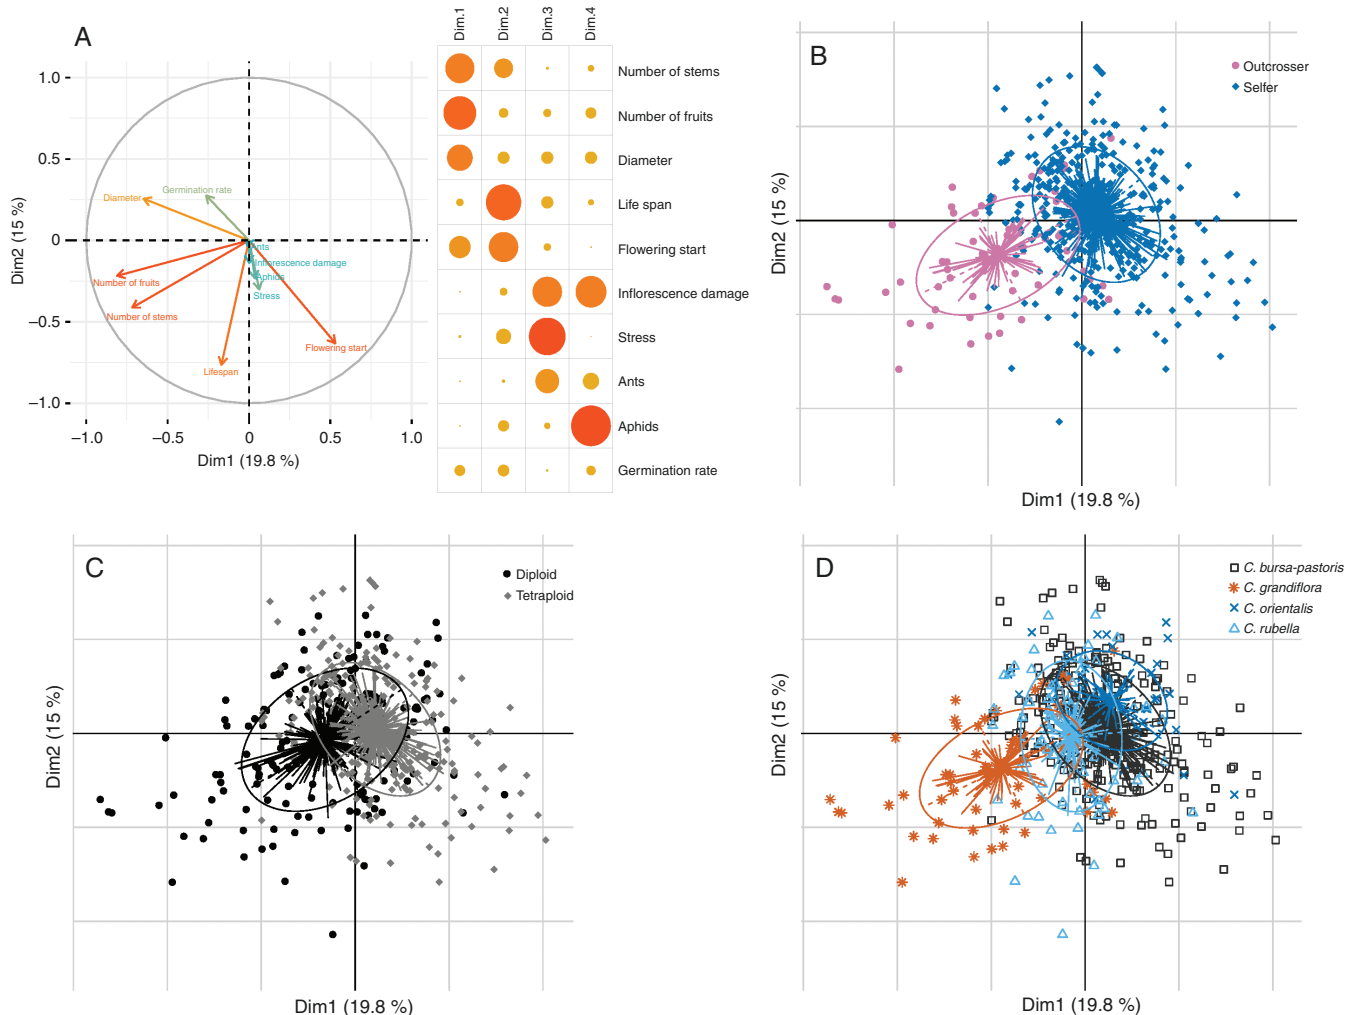 A
Dim.1
Dim.2
Dim.3
Dim.4
1.0
0.5
0
−0.5
−1.0
Dim2 (15 %)
Germination rate
Diameter
Ants
Inflorescence damage
Aphids
Stress
Number of fruits
Number of stems
Flowering start
Lifespan
−1.0
−0.5
0
0.5
1.0
Dim1 (19.8 %)
Number of stems
Number of fruits
Diameter
Life span
Flowering start
Inflorescence damage
Stress
Ants
Aphids
Germination rate
B
Outcrosser
Selfer
Dim2 (15 %)
Dim1 (19.8 %)
C
Diploid
Tetraploid
Dim2 (15 %)
Dim1 (19.8 %)
D
C. bursa-pastoris
C. grandiflora
C. orientalis
C. rubella
Dim2 (15 %)
Dim1 (19.8 %)